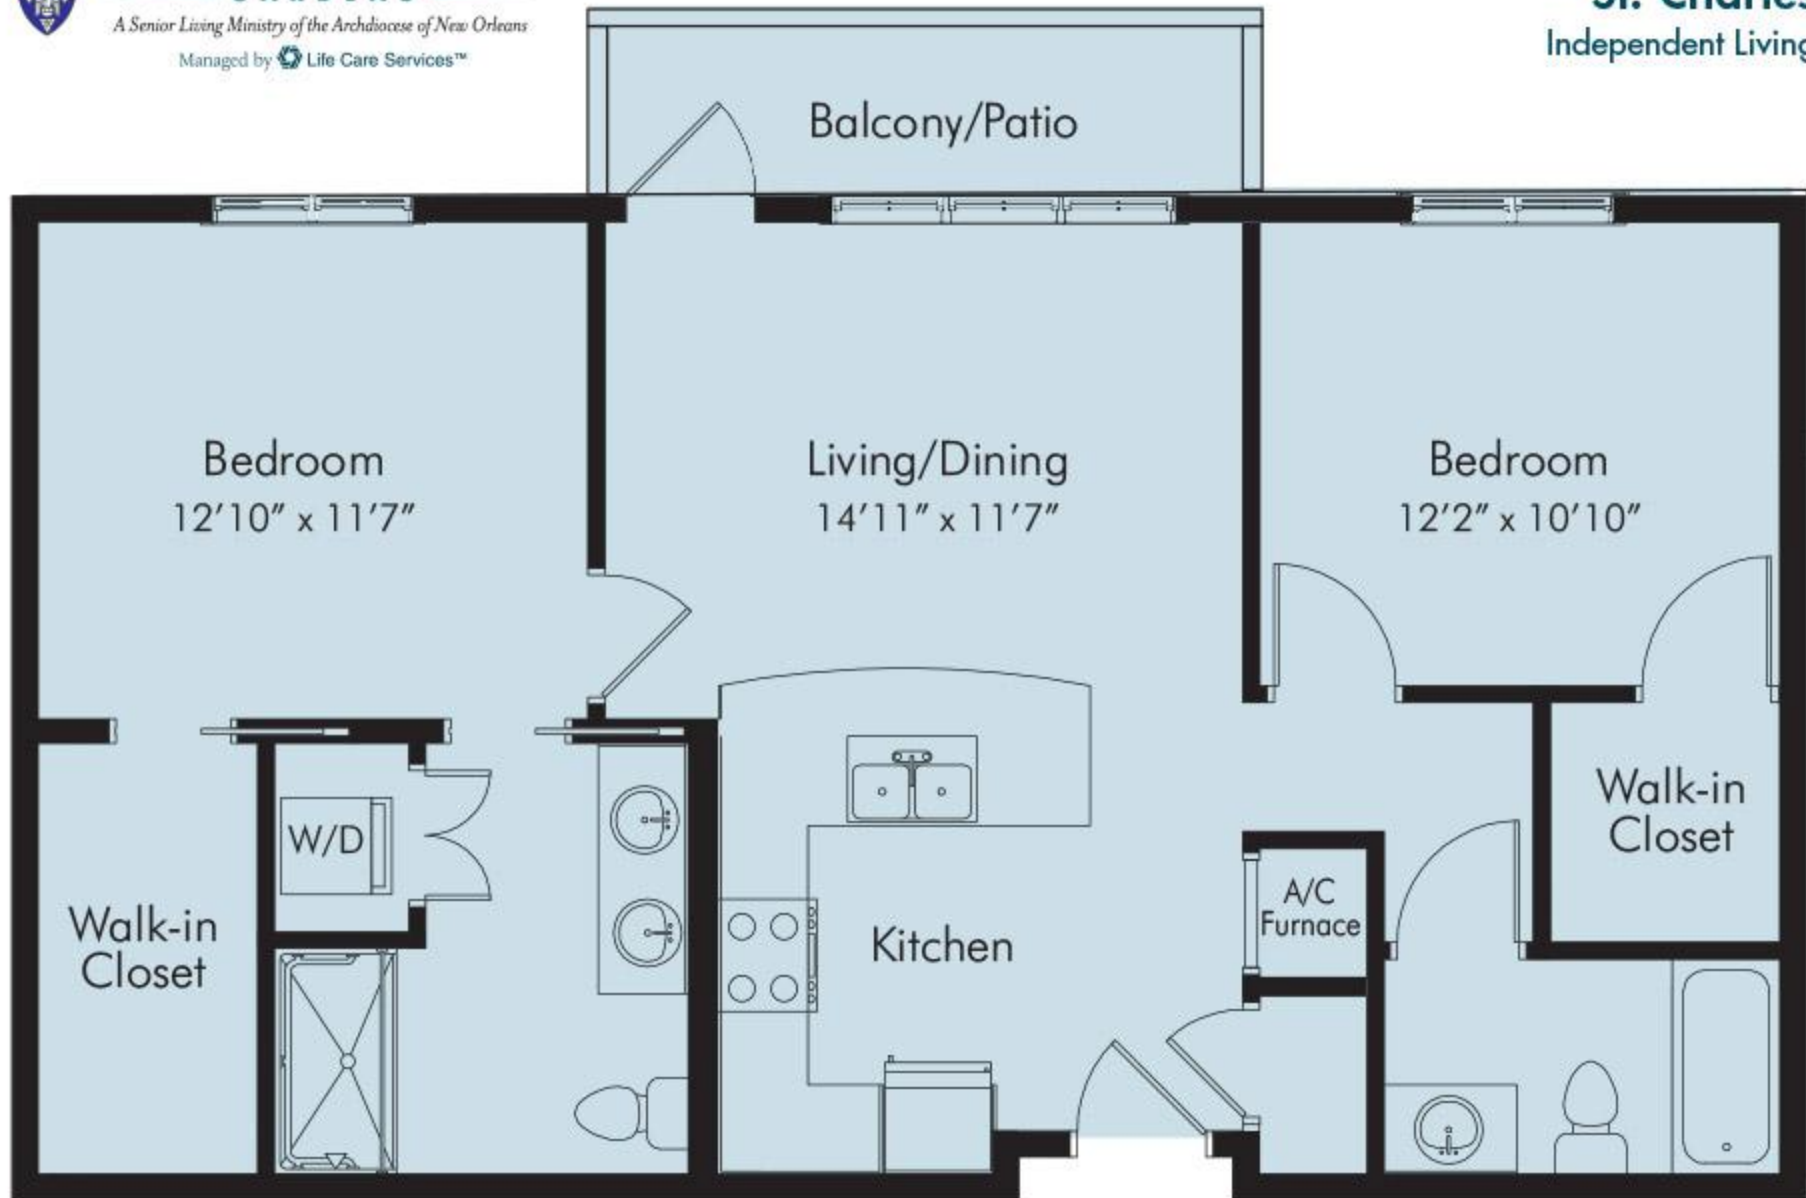 A Senior Living Ministry of the Archdiocese of New Orleans
Managed by Life Care Services™
St. Charles
Independent Living
Balcony/Patio
Bedroom
12'10" x 11'7"
Living/Dining
14'11" x 11'7"
Bedroom
12'2" x 10'10"
W/D
Walk-in
Closet
Kitchen
A/C
Furnace
Walk-in
Closet